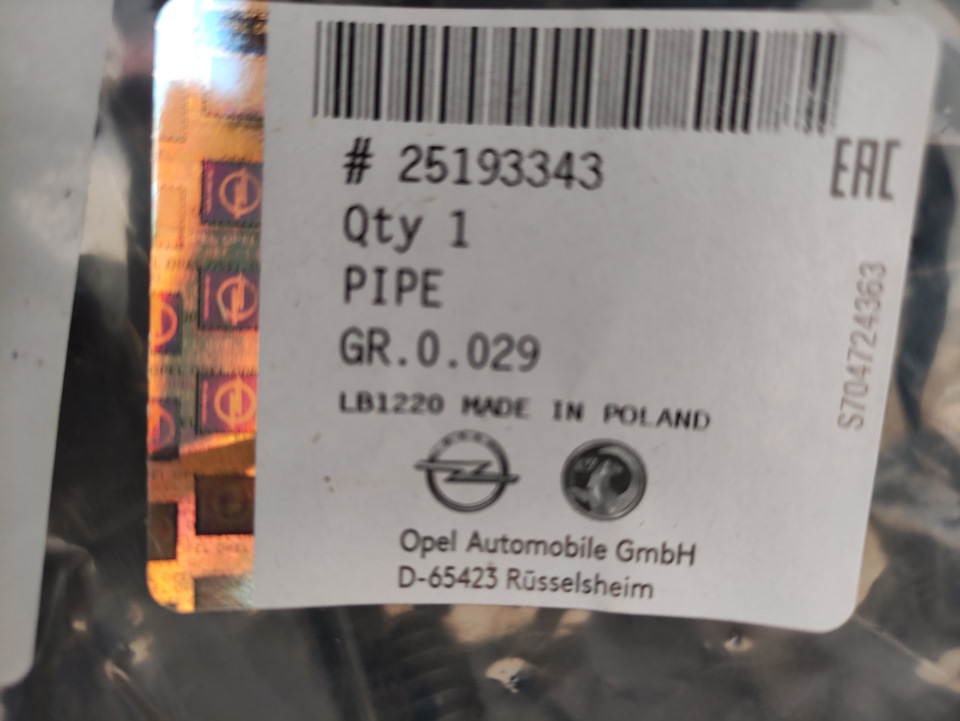 # 25193343
EAC
Qty 1
PIPE
GR.0.029
LB1220 MADE IN POLAND
S704724363
Opel Automobile GmbH
D-65423 Rüsselsheim